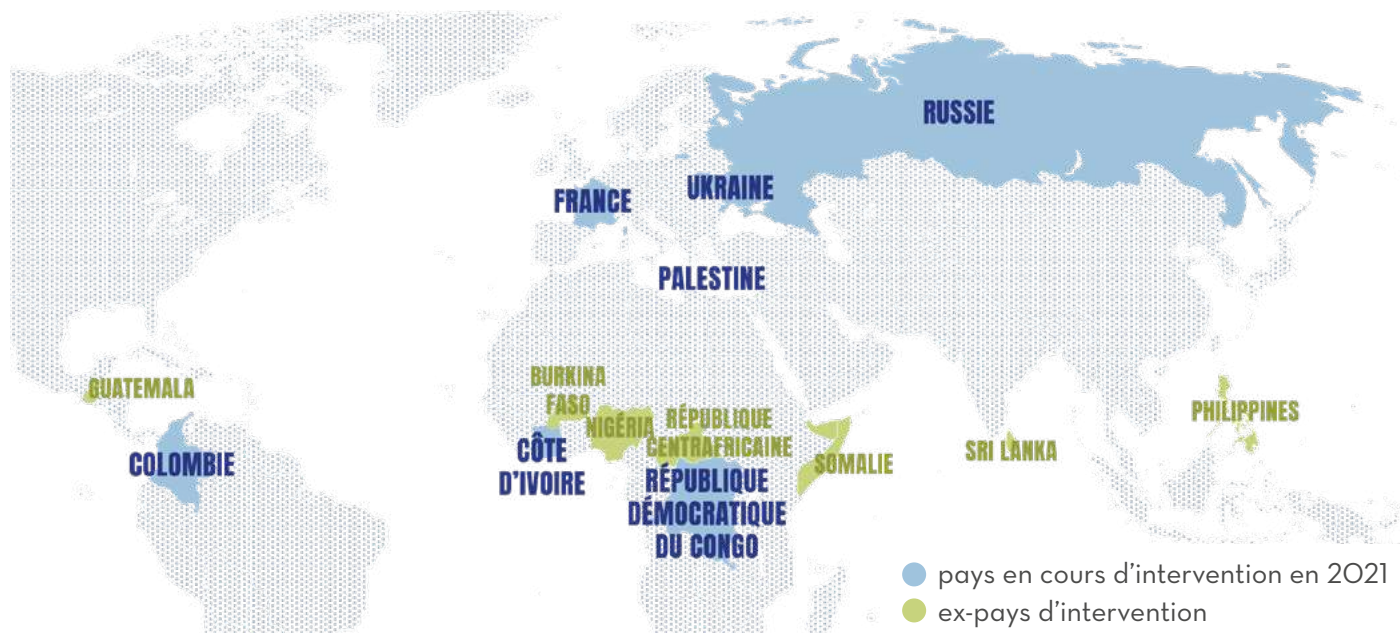 RUSSIE
UKRAINE
FRANCE
PALESTINE
GUATEMALA
COLOMBIE
BURKINA
FASO
NIGÉRIA
CÔTE
D'IVOIRE
RÉPUBLIQUE
CENTRAFRICAINE
RÉPUBLIQUE
DÉMOCRATIQUE
DU CONGO
SOMALIE
SRI LANKA
PHILIPPINES
pays en cours d'intervention en 2021
ex-pays d'intervention